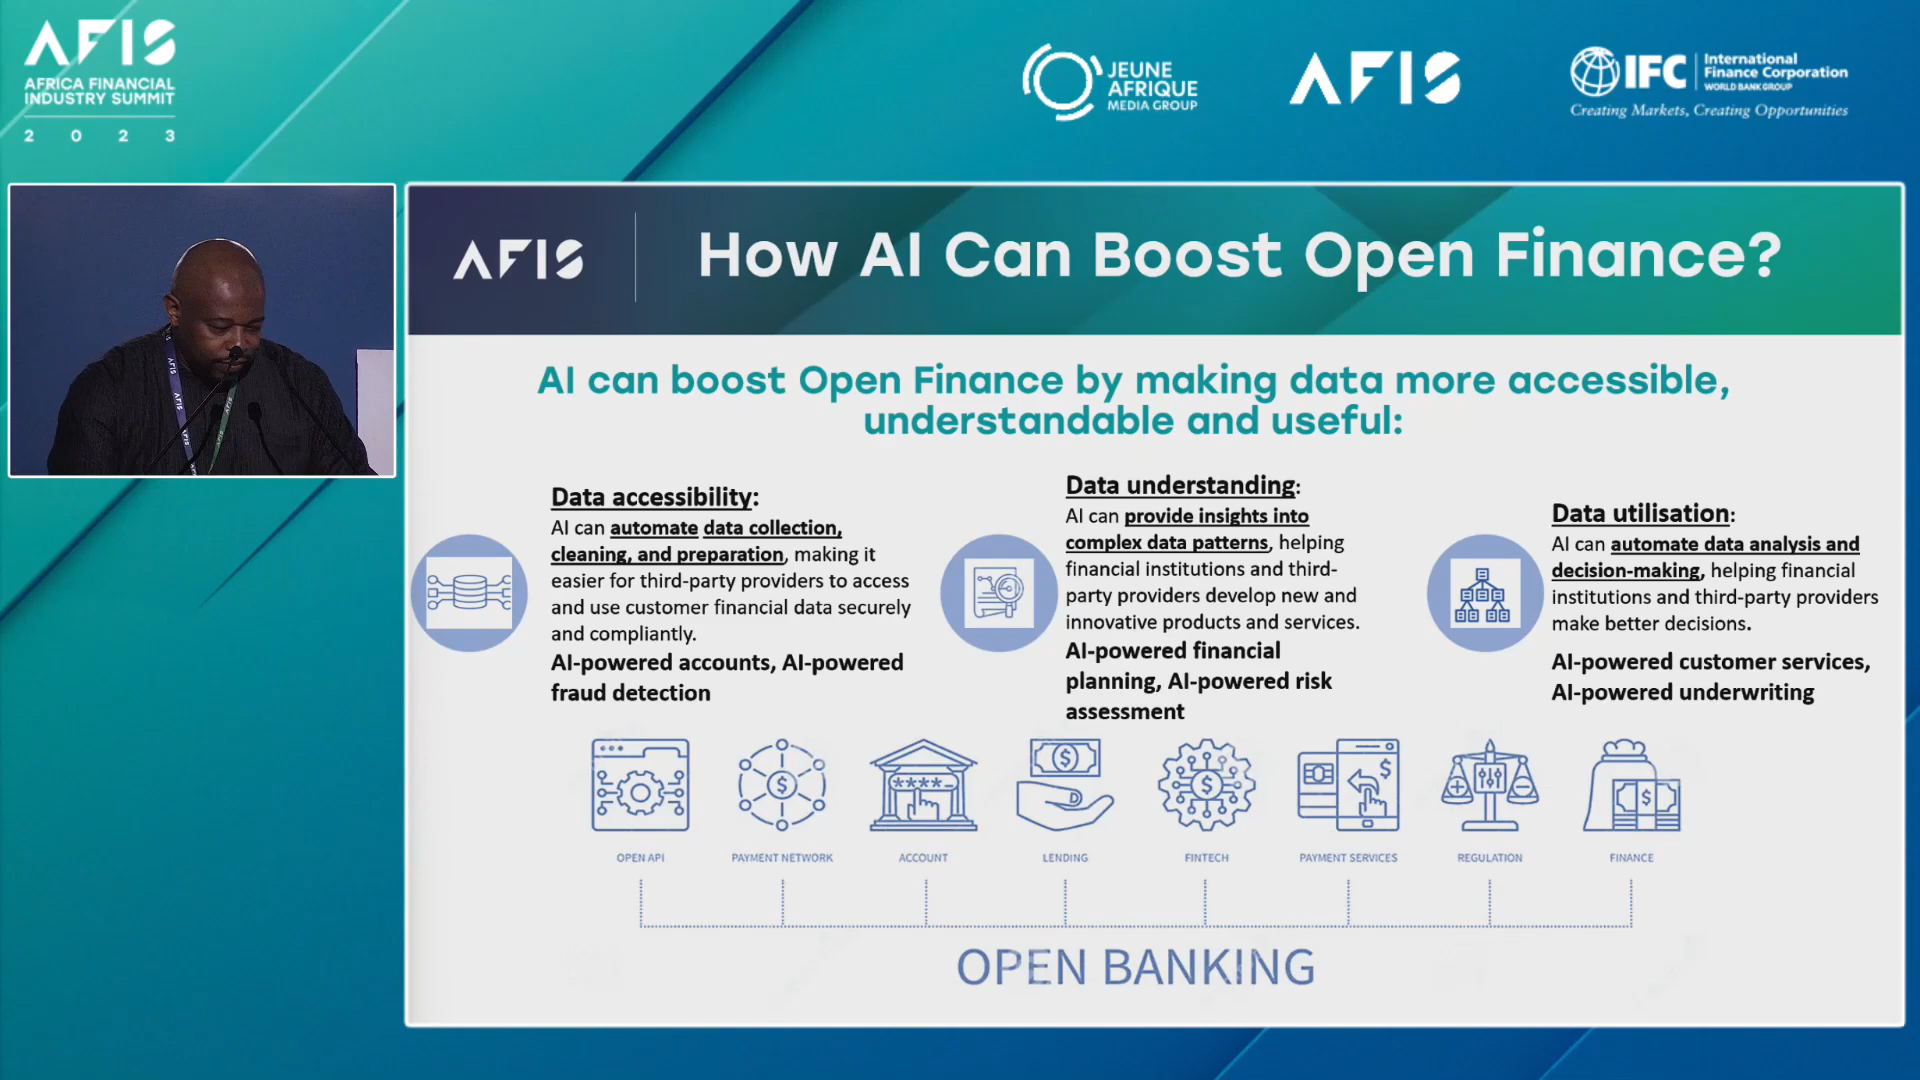 AFIS
AFRICA FINANCIAL
INDUSTRY SUMMIT
2 0 2 3
JEUNE
AFRIQUE
MEDIA GROUP
AFIS
IFC
International
Finance Corporation
WORLD BANK GROUP
Creating Markets, Creating Opportunities
AFIS
How AI Can Boost Open Finance?
AI can boost Open Finance by making data more accessible,
understandable and useful:
Data accessibility:
AI can automate data collection,
cleaning, and preparation, making it
easier for third-party providers to access
and use customer financial data securely
and compliantly.
AI-powered accounts, AI-powered
fraud detection
Data understanding:
AI can provide insights into
complex data patterns, helping
financial institutions and third-
party providers develop new and
innovative products and services.
AI-powered financial
planning, AI-powered risk
assessment
Data utilisation:
AI can automate data analysis and
decision-making, helping financial
institutions and third-party providers
make better decisions.
AI-powered customer services,
AI-powered underwriting
OPEN API
PAYMENT NETWORK
ACCOUNT
LENDING
FINTECH
PAYMENT SERVICES
REGULATION
FINANCE
OPEN BANKING
AFIS
AFIS
AFIS
AFIS